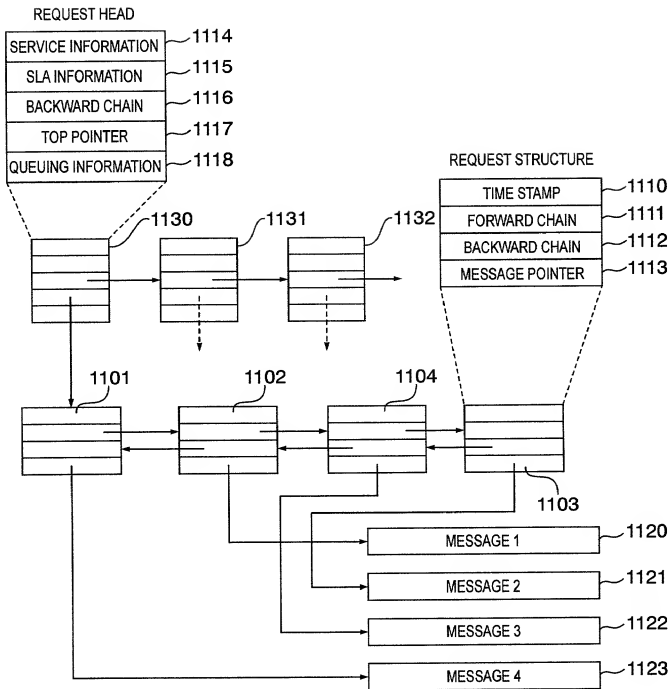 REQUEST HEAD
SERVICE INFORMATION 1114
SLA INFORMATION 1115
BACKWARD CHAIN 1116
TOP POINTER 1117
QUEUING INFORMATION 1118
REQUEST STRUCTURE
TIME STAMP 1110
FORWARD CHAIN 1111
BACKWARD CHAIN 1112
MESSAGE POINTER 1113
1130 1131 1132
1101 1102 1104
1103
MESSAGE 1 1120
MESSAGE 2 1121
MESSAGE 3 1122
MESSAGE 4 1123